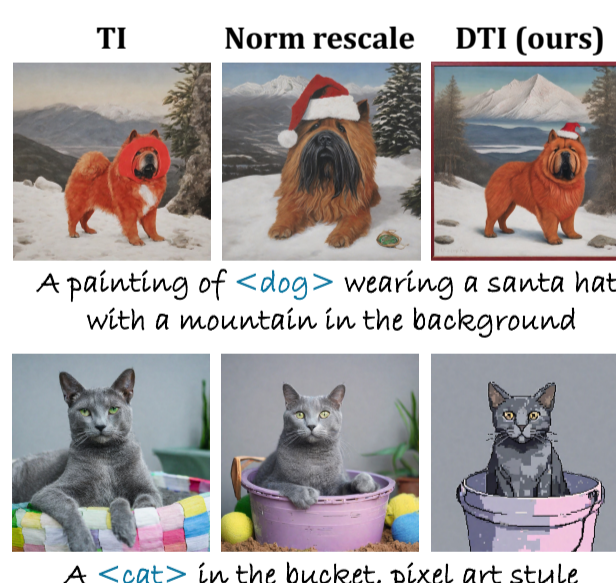 TI
Norm rescale
DTI (ours)
A painting of <dog> wearing a santa hat
with a mountain in the background
A <cat> in the bucket, pixel art style